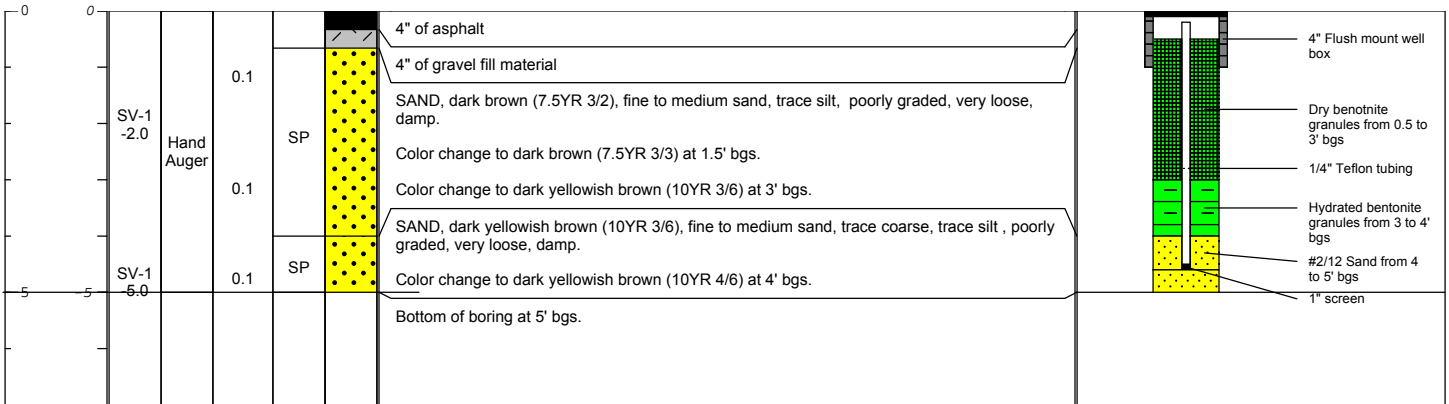 0
0
4" of asphalt
4" of gravel fill material
SAND, dark brown (7.5YR 3/2), fine to medium sand, trace silt, poorly graded, very loose,
damp.
Color change to dark brown (7.5YR 3/3) at 1.5' bgs.
Color change to dark yellowish brown (10YR 3/6) at 3' bgs.
SAND, dark yellowish brown (10YR 3/6), fine to medium sand, trace coarse, trace silt , poorly
graded, very loose, damp.
Color change to dark yellowish brown (10YR 4/6) at 4' bgs.
Bottom of boring at 5' bgs.
SV-1
-2.0
Hand
Auger
0.1
0.1
0.1
SP
SP
SV-1
-5.0
5
-5
4" Flush mount well
box
Dry benotnite
granules from 0.5 to
3' bgs
1/4" Teflon tubing
Hydrated bentonite
granules from 3 to 4'
bgs
#2/12 Sand from 4
to 5' bgs
1" screen